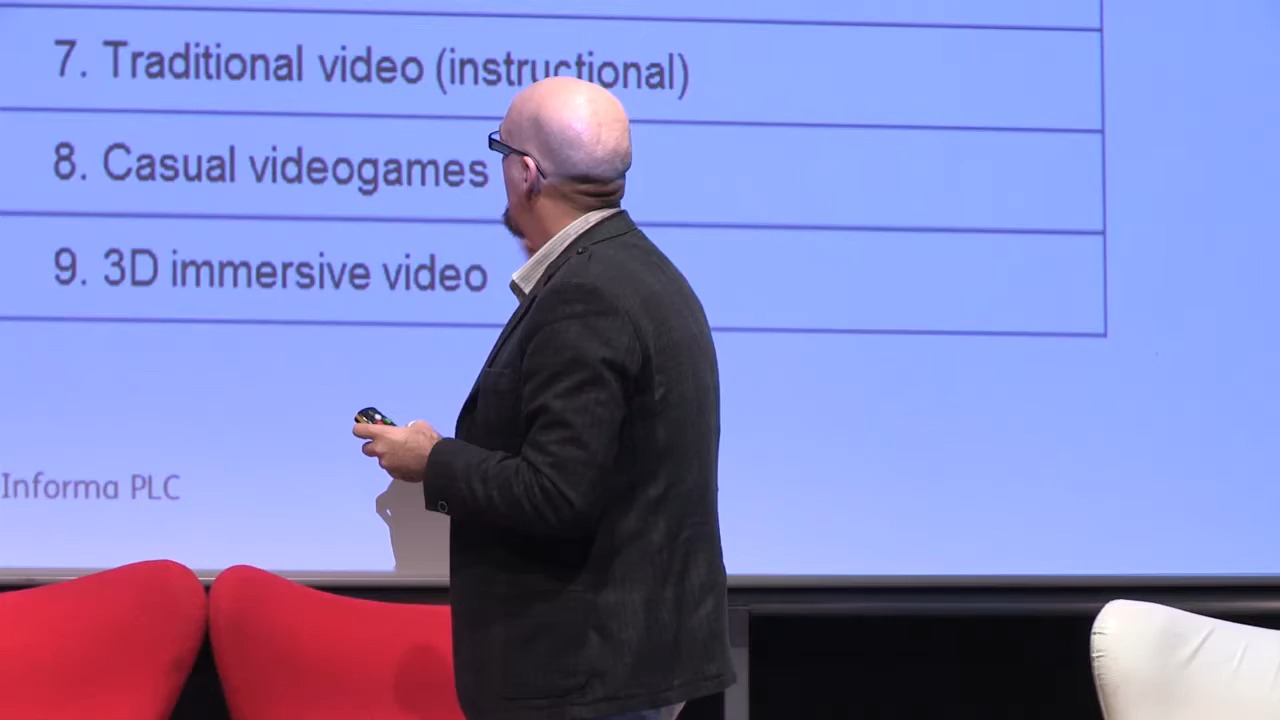 7. Traditional video (instructional)
8. Casual videogames
9. 3D immersive video
Informa PLC